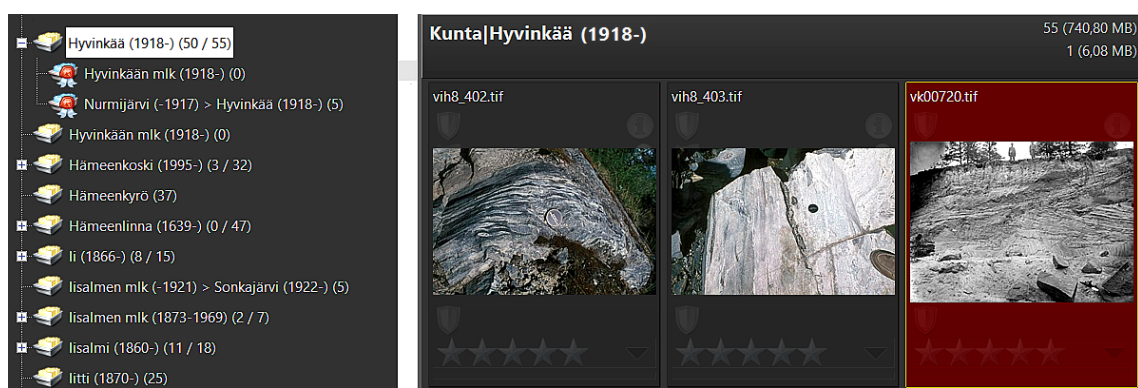 Hyvinkää (1918-) (50 / 55)
Hyvinkään mlk (1918-) (0)
Nurmijärvi (-1917) > Hyvinkää (1918-) (5)
Hyvinkään mlk (1918-) (0)
Hämeenkoski (1995-) (3 / 32)
Hämeenkyrö (37)
Hämeenlinna (1639-) (0 / 47)
Ii (1866-) (8 / 15)
Iisalmen mlk (-1921) > Sonkajärvi (1922-) (5)
Iisalmen mlk (1873-1969) (2 / 7)
Iisalmi (1860-) (11 / 18)
Iitti (1870-) (25)
Kunta|Hyvinkää (1918-)
55 (740,80 MB)
1 (6,08 MB)
vih8_402.tif
vih8_403.tif
vk00720.tif